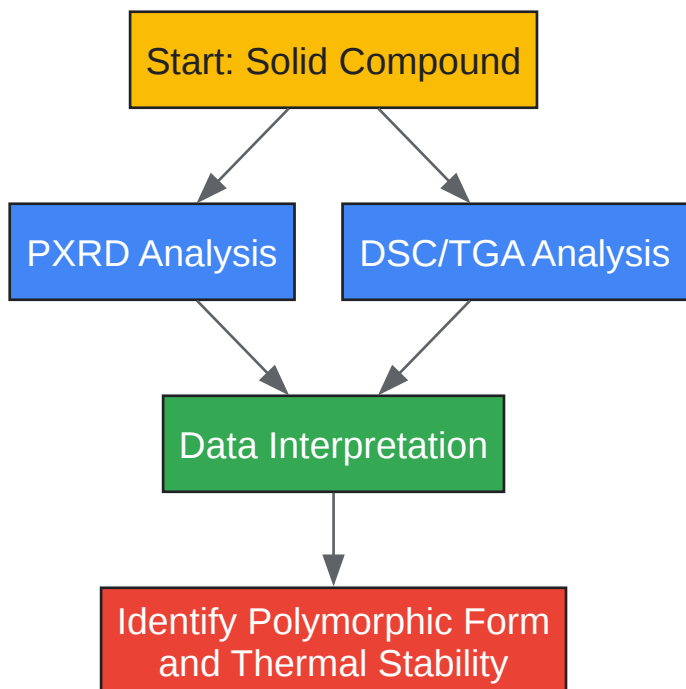 Start: Solid Compound
PXRD Analysis
DSC/TGA Analysis
Data Interpretation
Identify Polymorphic Form
and Thermal Stability